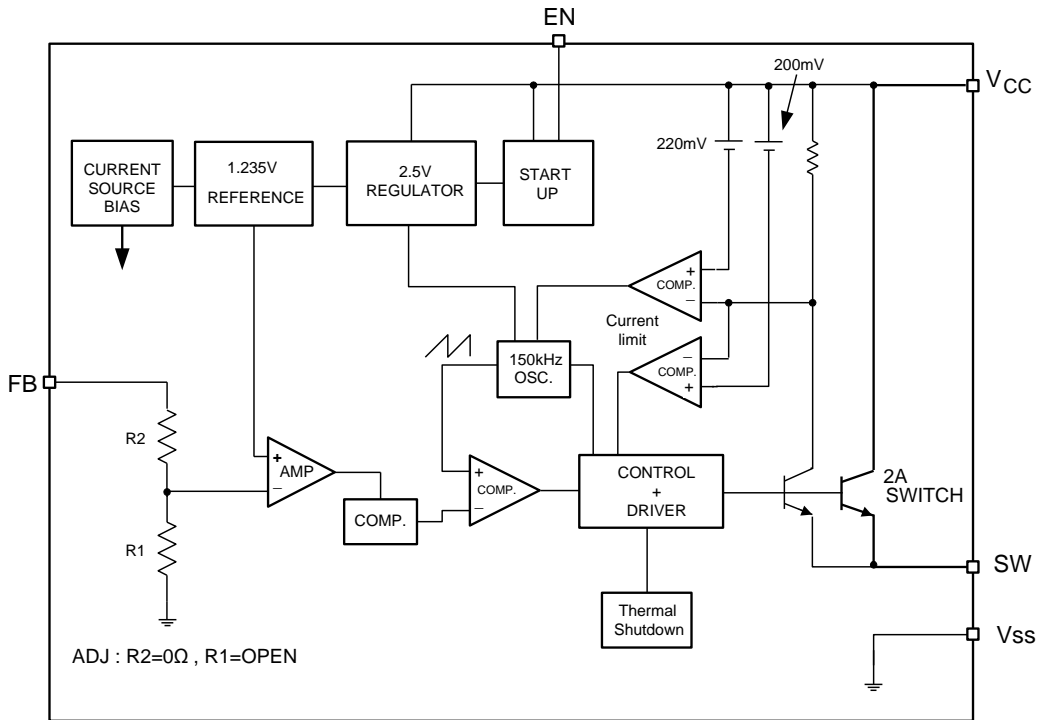 EN
200mV
VCC
220mV
CURRENT
SOURCE
BIAS
1.235V
REFERENCE
2.5V
REGULATOR
START
UP
+
COMP.
−
Current
limit
−
COMP.
+
150kHz
OSC.
FB
R2
+
AMP
−
R1
COMP.
+
COMP.
−
CONTROL
+
DRIVER
2A
SWITCH
SW
Thermal
Shutdown
Vss
ADJ : R2=0Ω , R1=OPEN